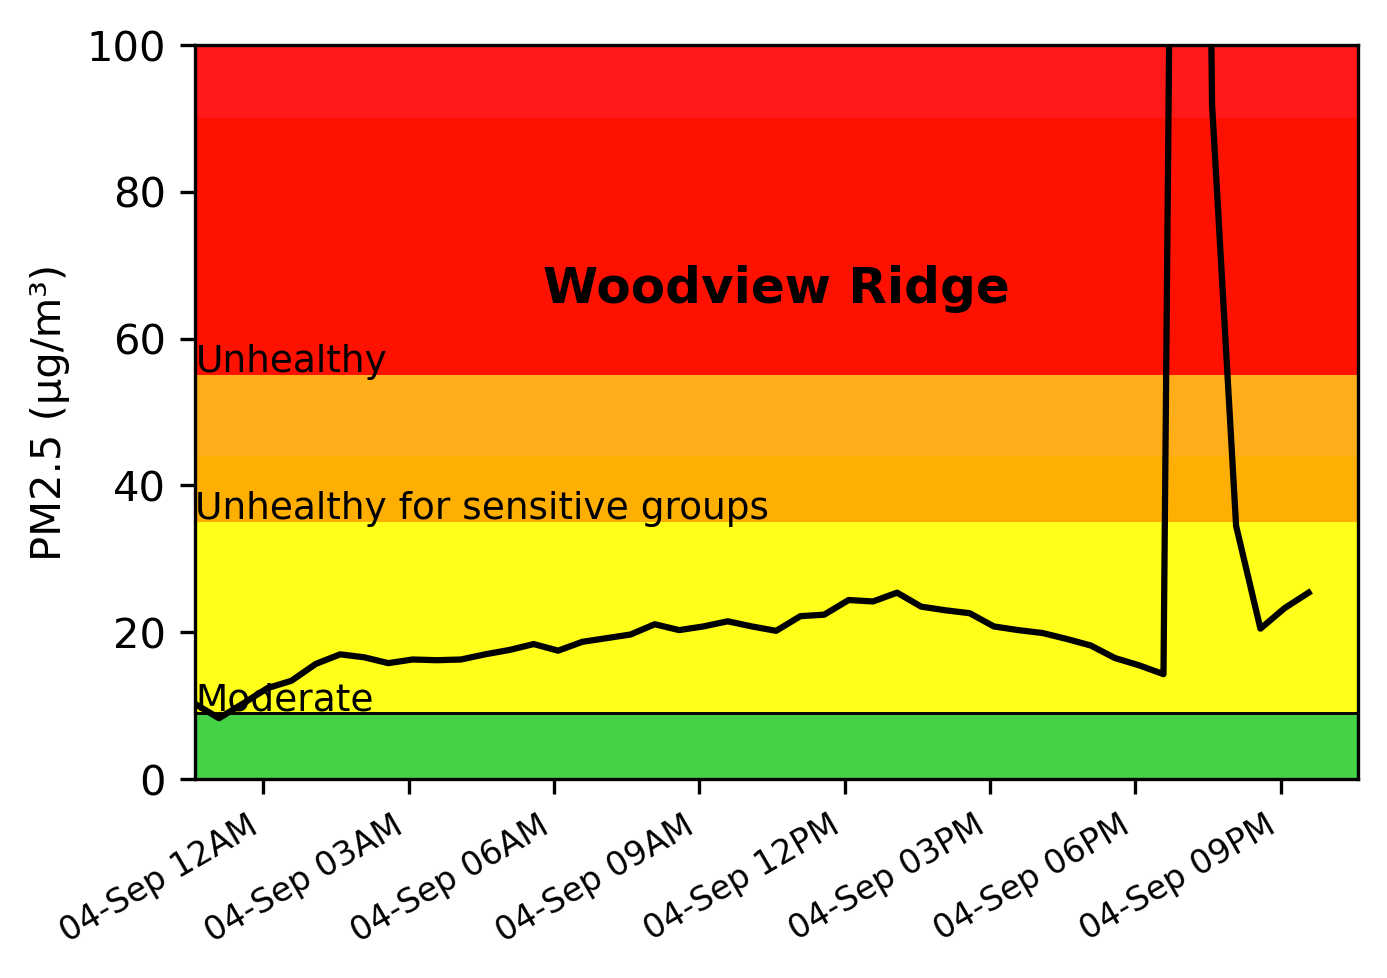 100
80
60
40
20
0
PM2.5 (µg/m³)
Woodview Ridge
Unhealthy
Unhealthy for sensitive groups
Moderate
04-Sep 12AM
04-Sep 03AM
04-Sep 06AM
04-Sep 09AM
04-Sep 12PM
04-Sep 03PM
04-Sep 06PM
04-Sep 09PM